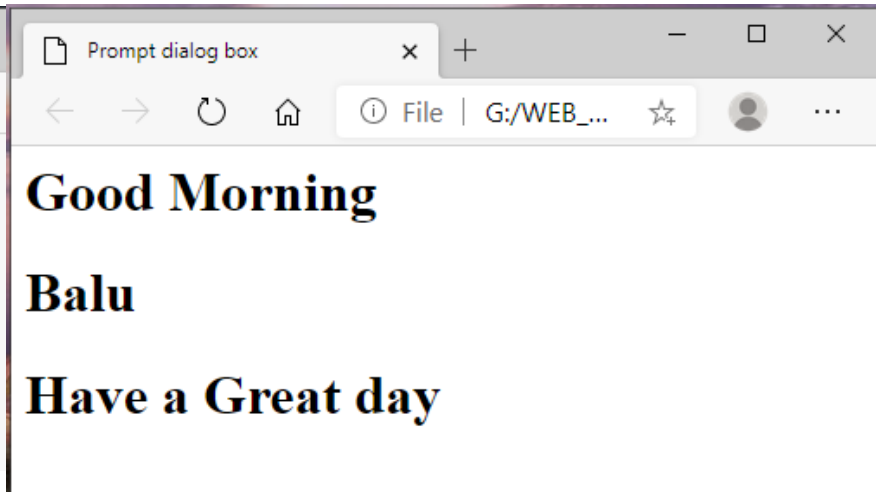 Prompt dialog box
File | G:/WEB_...
Good Morning
Balu
Have a Great day